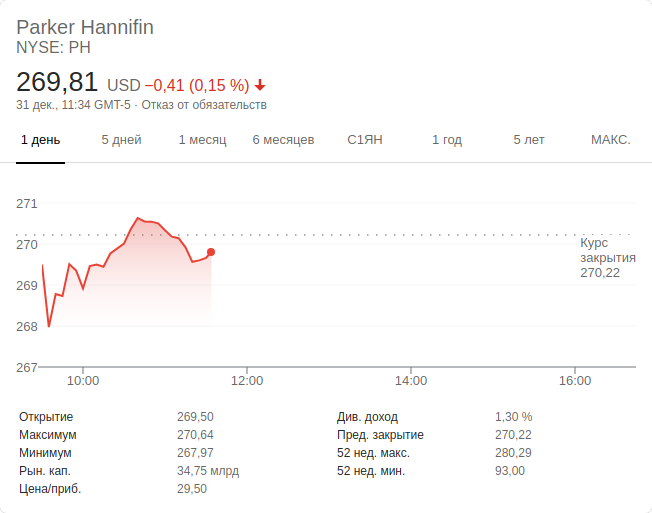 Parker Hannifin
NYSE: PH
269,81 USD −0,41 (0,15 %)
31 дек., 11:34 GMT-5 · Отказ от обязательств
1 день 5 дней 1 месяц 6 месяцев С1ЯН 1 год 5 лет МАКС.
271
270
269
268
267
Курс
закрытия
270,22
10:00 12:00 14:00 16:00
Открытие 269,50 Див. доход 1,30 %
Максимум 270,64 Пред. закрытие 270,22
Минимум 267,97 52 нед. макс. 280,29
Рын. кап. 34,75 млрд 52 нед. мин. 93,00
Цена/приб. 29,50